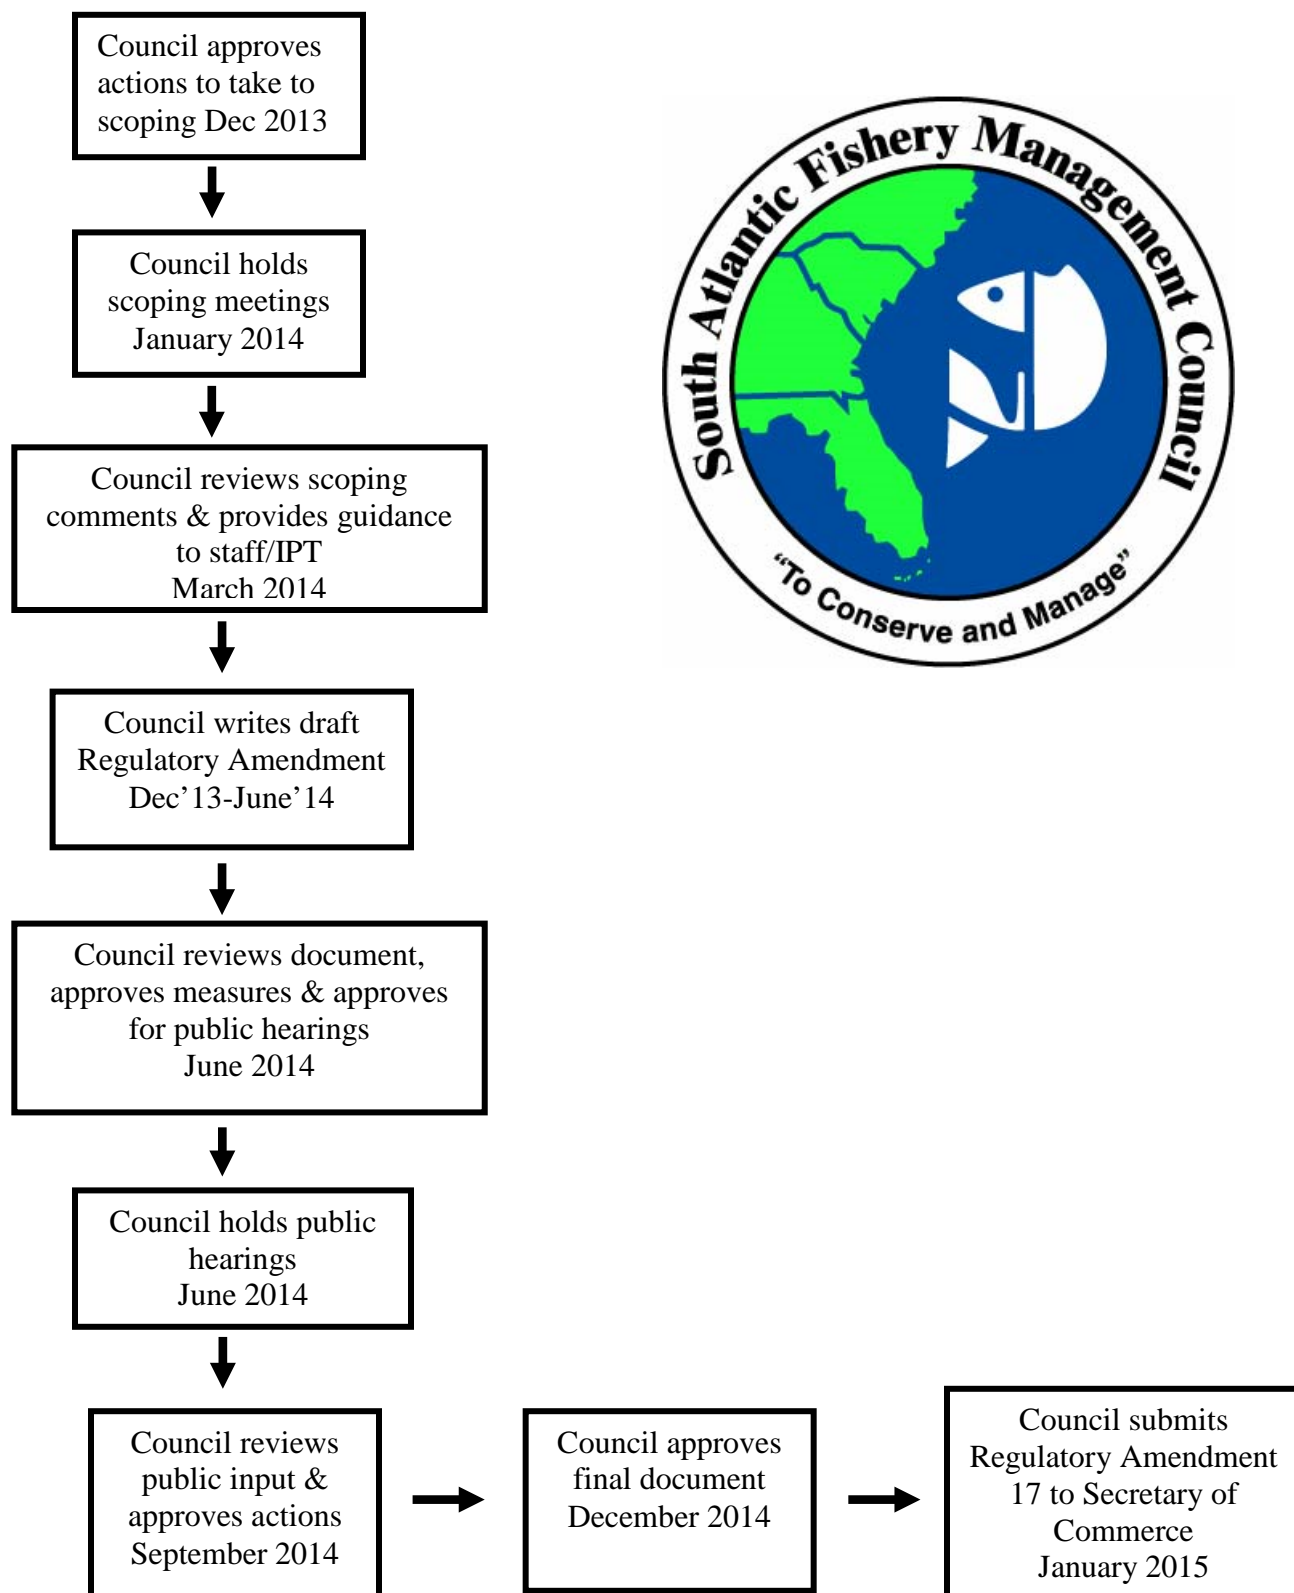 Council approves
actions to take to
scoping Dec 2013
South Atlantic Fishery Management Council
“To Conserve and Manage”
Council holds
scoping meetings
January 2014
Council reviews scoping
comments & provides guidance
to staff/IPT
March 2014
Council writes draft
Regulatory Amendment
Dec’13-June’14
Council reviews document,
approves measures & approves
for public hearings
June 2014
Council holds public
hearings
June 2014
Council reviews
public input &
approves actions
September 2014
Council approves
final document
December 2014
Council submits
Regulatory Amendment
17 to Secretary of
Commerce
January 2015